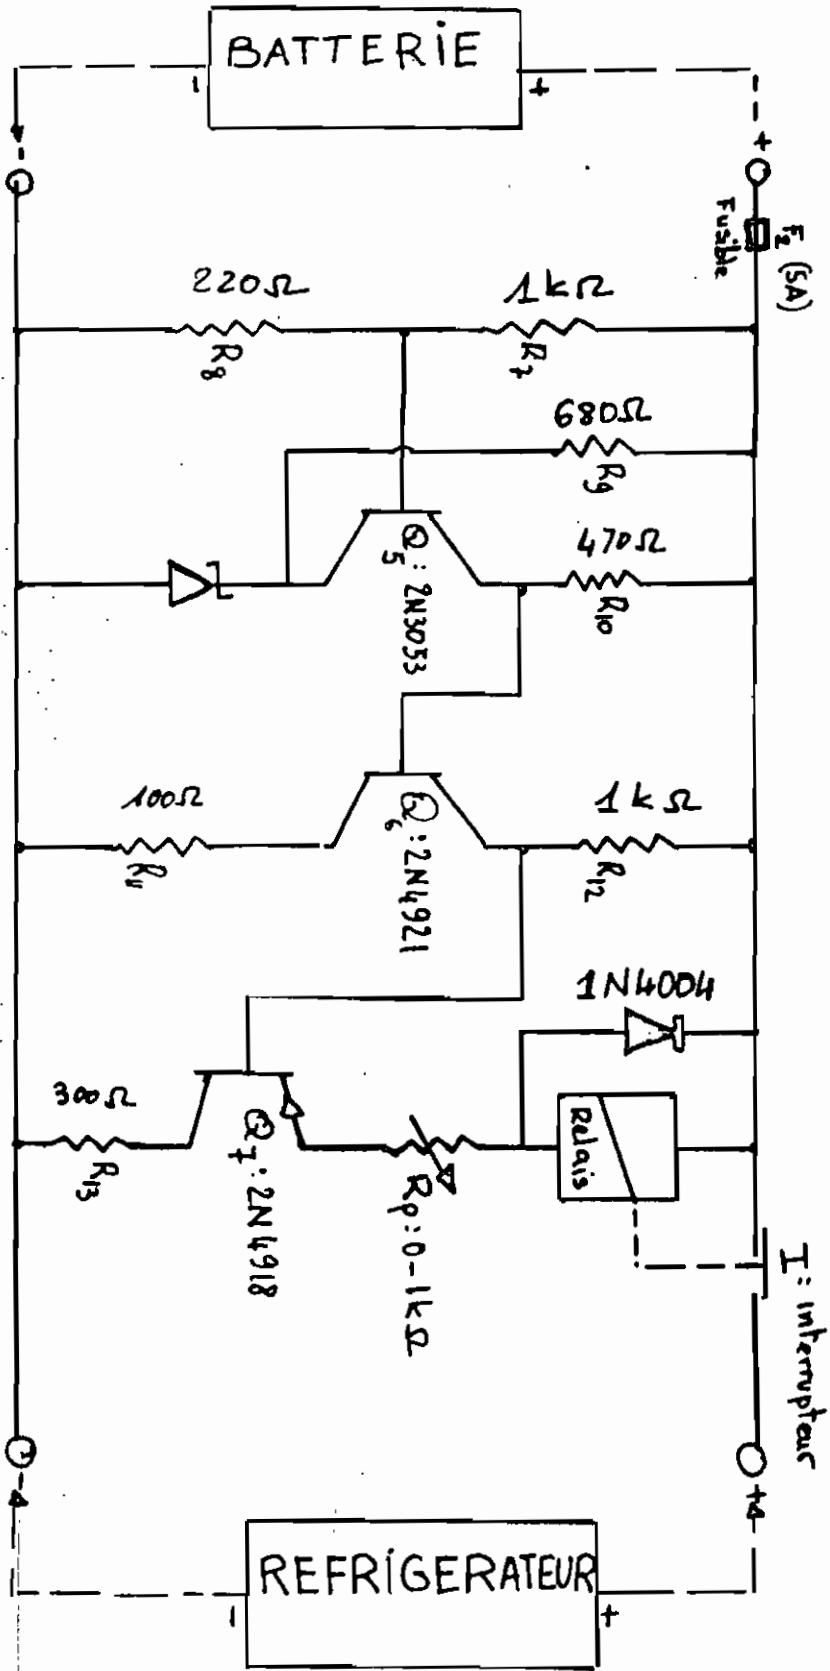 BATTERIE
-
+
-
+
F2 (5A)
Fusible
220Ω
R8
1kΩ
R7
680Ω
R9
470Ω
R10
Q5: 2N3053
100Ω
R11
Q6: 2N4921
1kΩ
R12
1N4004
Relais
300Ω
R13
Q7: 2N4918
Rp: 0-1kΩ
I: interrupteur
-
+
REFRIGERATEUR
-
+